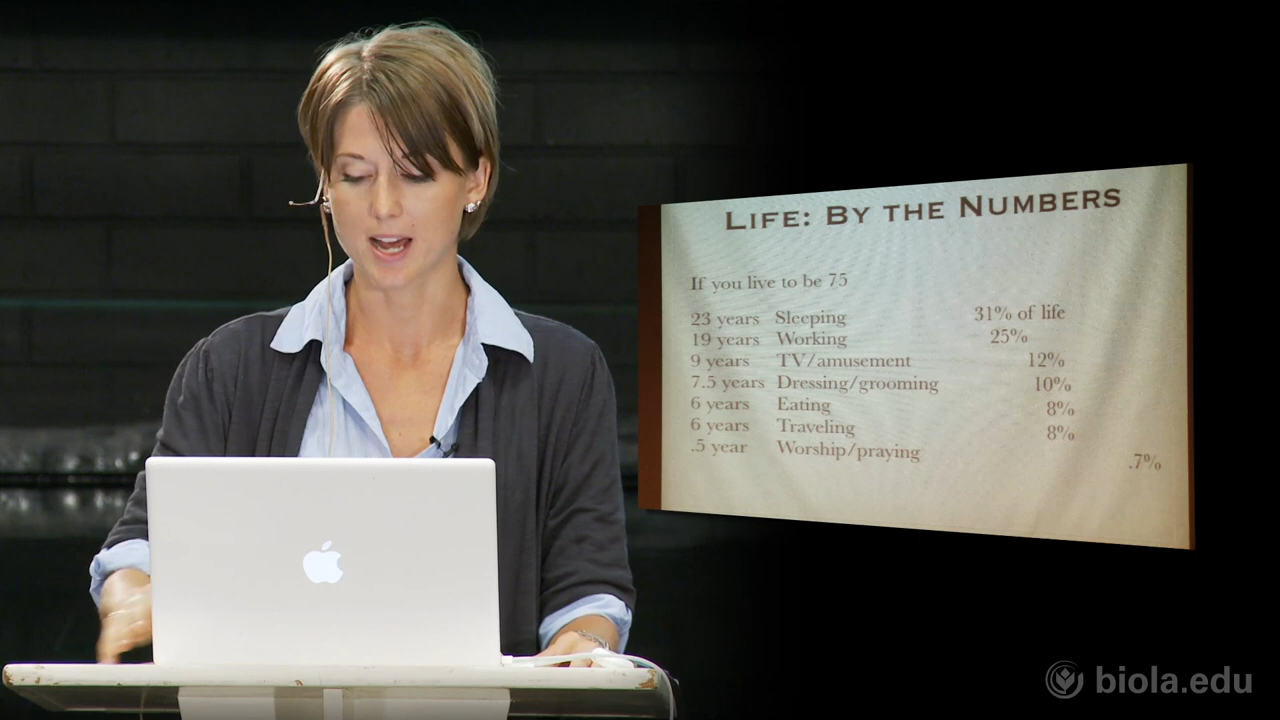 LIFE: BY THE NUMBERS
If you live to be 75
23 years Sleeping 31% of life
19 years Working 25%
9 years TV/amusement 12%
7.5 years Dressing/grooming 10%
6 years Eating 8%
6 years Traveling 8%
.5 year Worship/praying .7%
biola.edu